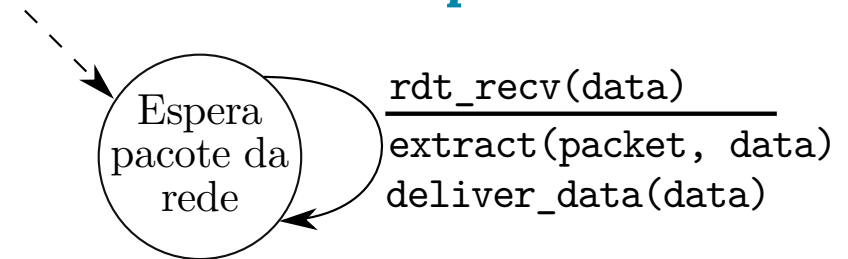 Espera
pacote da
rede
rdt_recv(data)
extract(packet, data)
deliver_data(data)